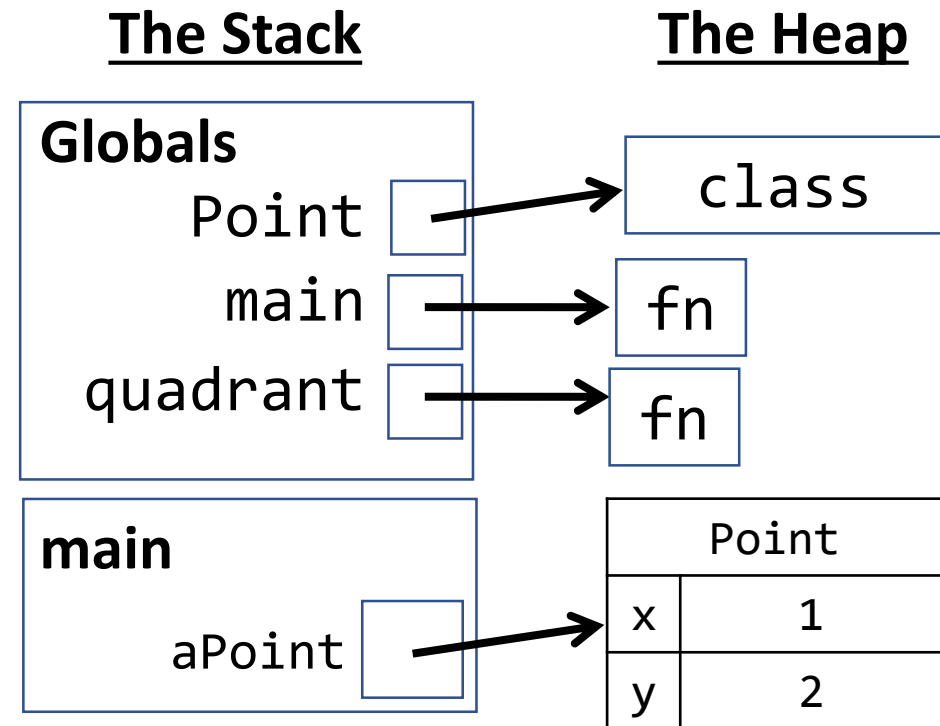 The Stack
The Heap
Globals
Point
class
main
fn
quadrant
fn
main
aPoint
Point
x 1
y 2